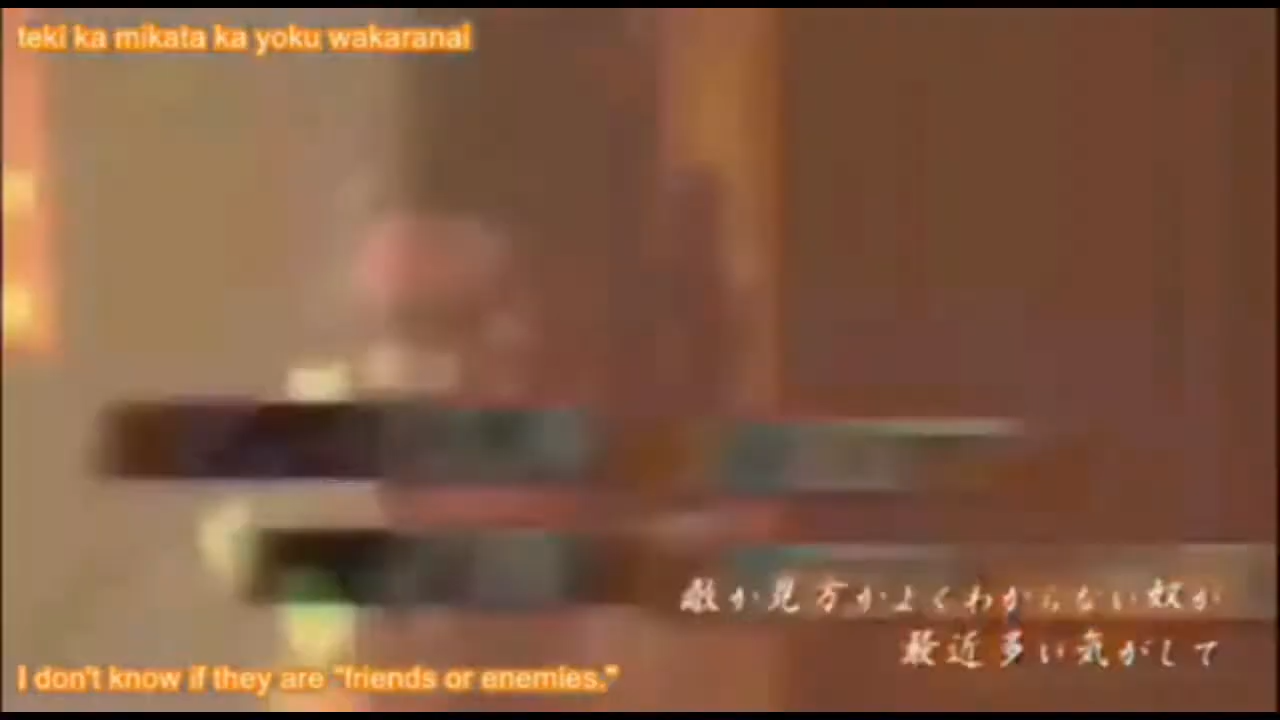 teki ka mikata ka yoku wakaranai
敵か見方かよくわからない奴が
最近多い気がして
I don't know if they are "friends or enemies."